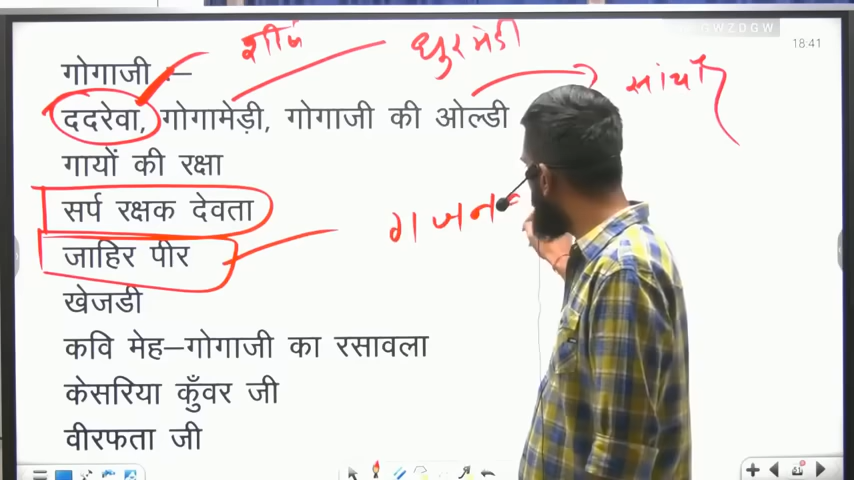 18:41
शीर्ष धुरमेडी
गोगाजी :–
ददरेवा, गोगामेड़ी, गोगाजी की ओल्डी
गायों की रक्षा
सर्प रक्षक देवता
जाहिर पीर
खेजडी
कवि मेह–गोगाजी का रसावला
केसरिया कुँवर जी
वीरफता जी